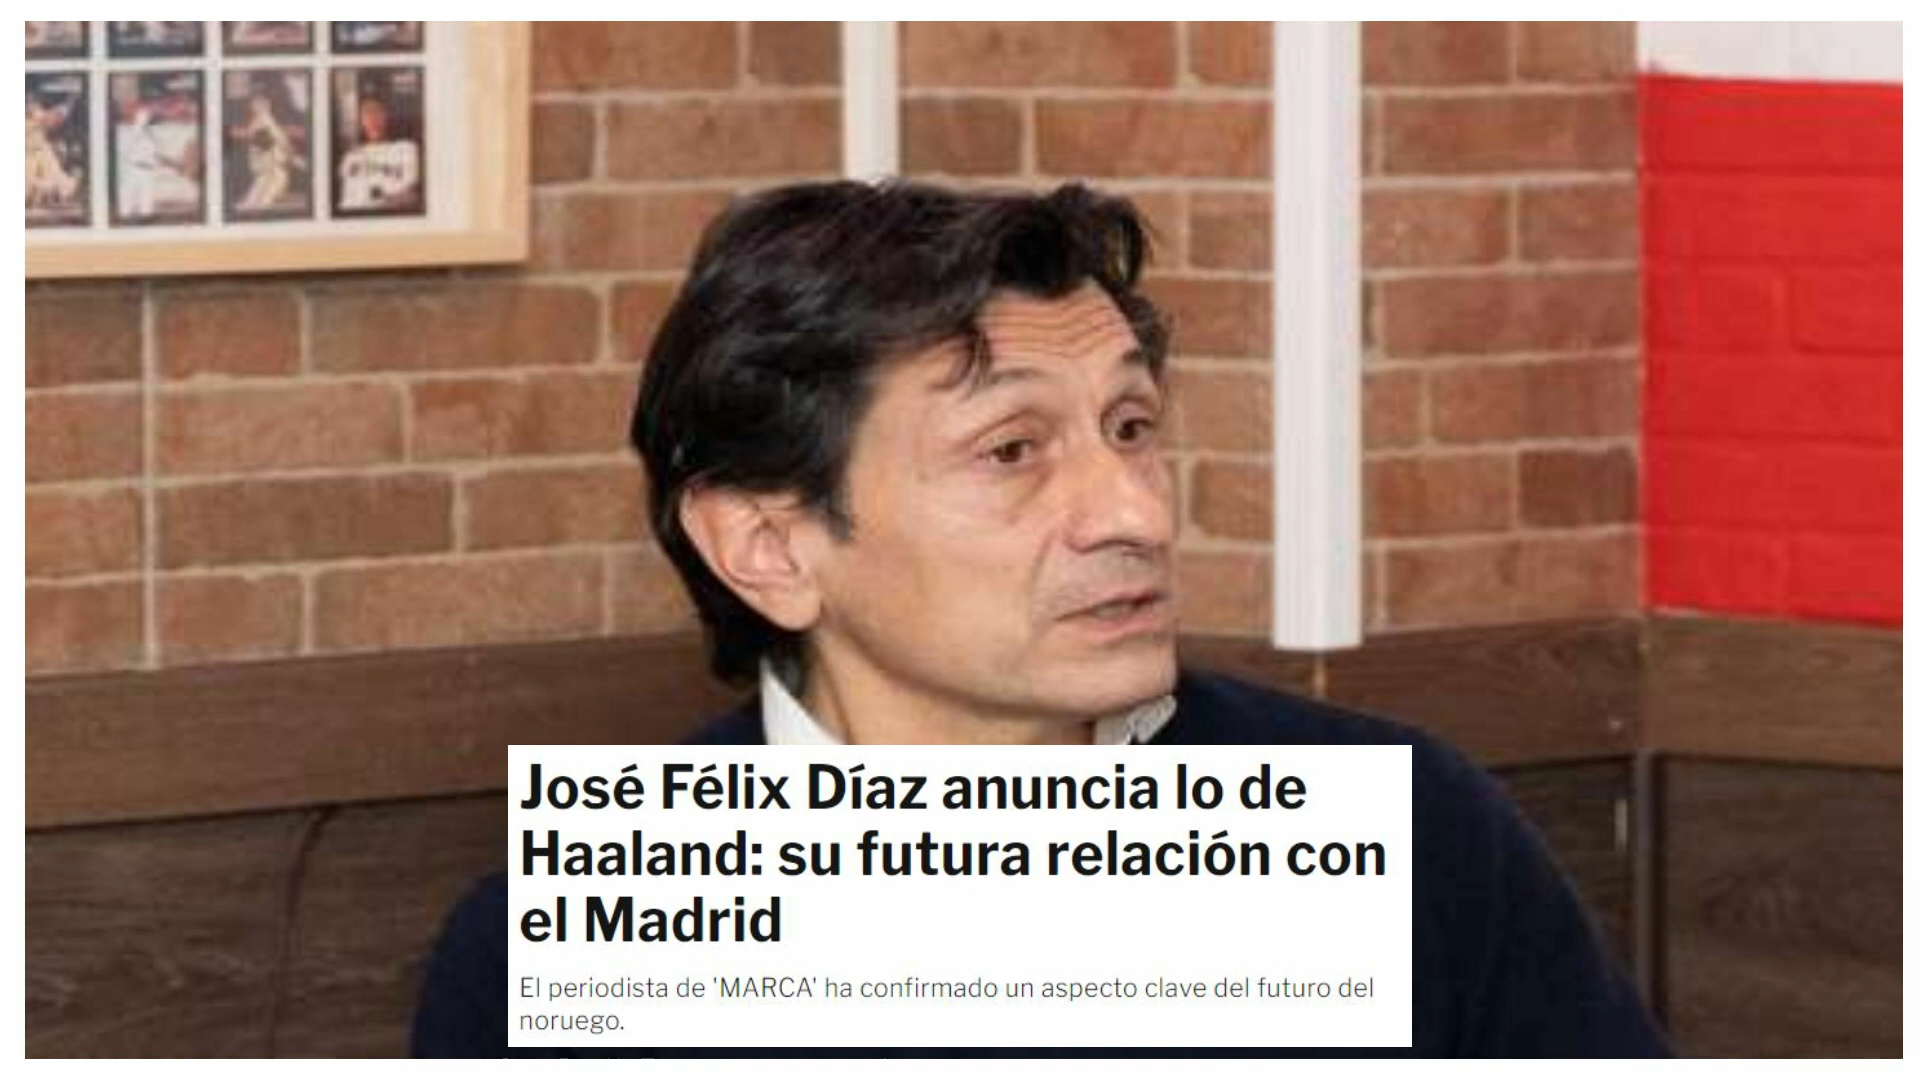 José Félix Díaz anuncia lo de
Haaland: su futura relación con
el Madrid
El periodista de 'MARCA' ha confirmado un aspecto clave del futuro del
noruego.